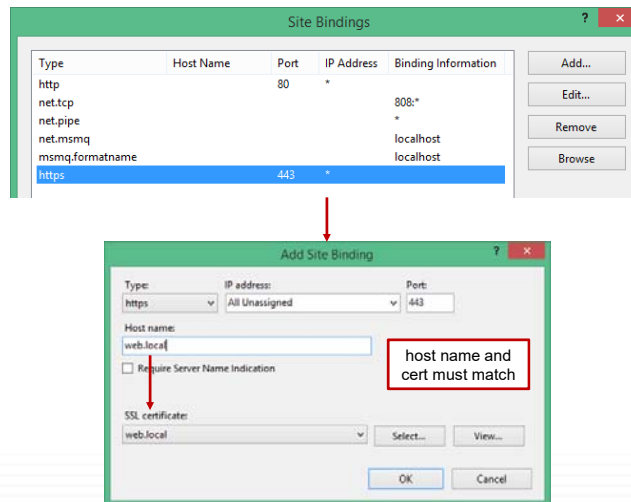 Site Bindings
? ×
Type Host Name Port IP Address Binding Information
http 80 *
net.tcp 808:*
net.pipe *
net.msmq localhost
msmq.formatname localhost
https 443 *
Add...
Edit...
Remove
Browse
Add Site Binding
? ×
Type: IP address: Port:
https All Unassigned 443
Host name:
web.local
Require Server Name Indication
host name and
cert must match
SSL certificate:
web.local Select... View...
OK Cancel